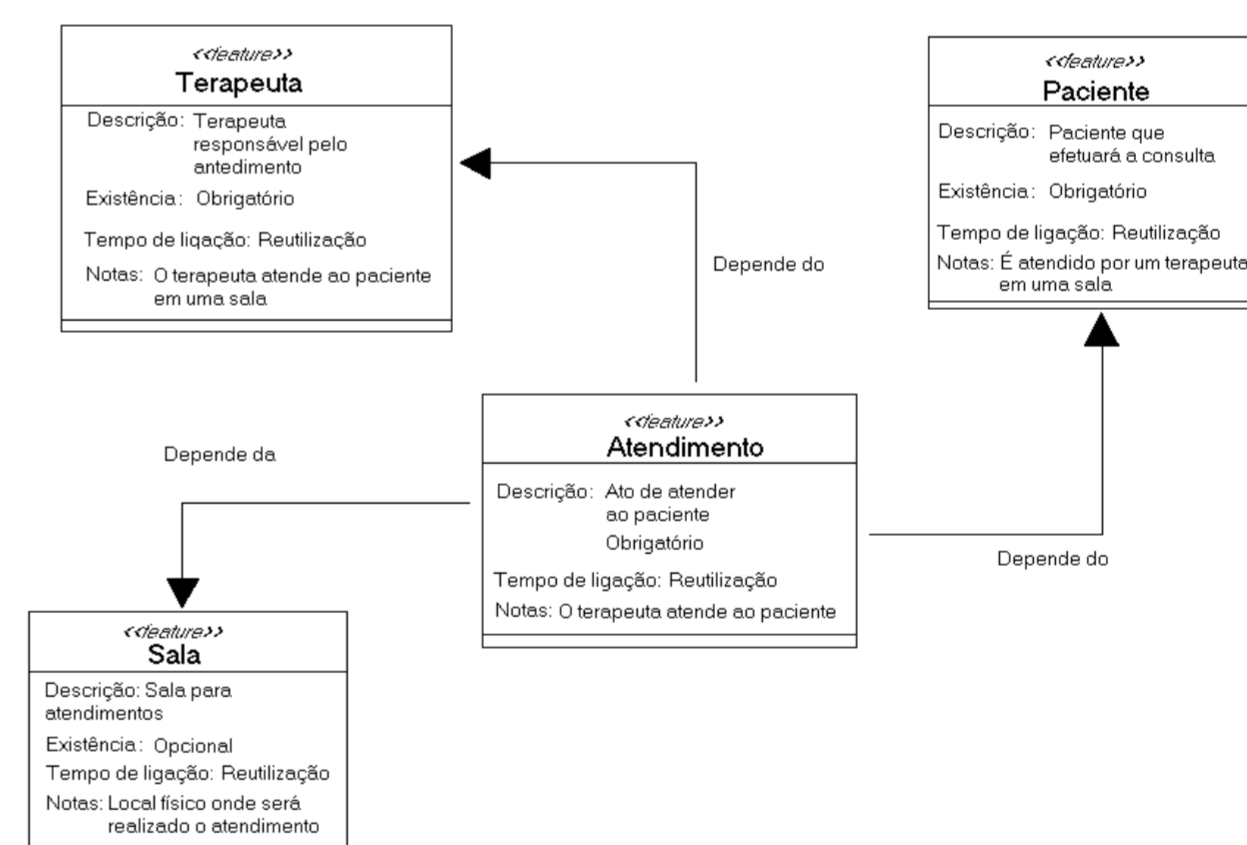 <<feature>>
Terapeuta
Descrição: Terapeuta
responsável pelo
antedimento
Existência: Obrigatório
Tempo de liqação: Reutilização
Notas: O terapeuta atende ao paciente
em uma sala
<<feature>>
Paciente
Descrição: Paciente que
efetuará a consulta
Existência: Obrigatório
Tempo de ligação: Reutilização
Notas: É atendido por um terapeuta
em uma sala
Depende do
<<feature>>
Atendimento
Descrição: Ato de atender
ao paciente
Obrigatório
Tempo de ligação: Reutilização
Notas: O terapeuta atende ao paciente
Depende da
Depende do
<<feature>>
Sala
Descrição: Sala para
atendimentos
Existência: Opcional
Tempo de ligação: Reutilização
Notas: Local físico onde será
realizado o atendimento